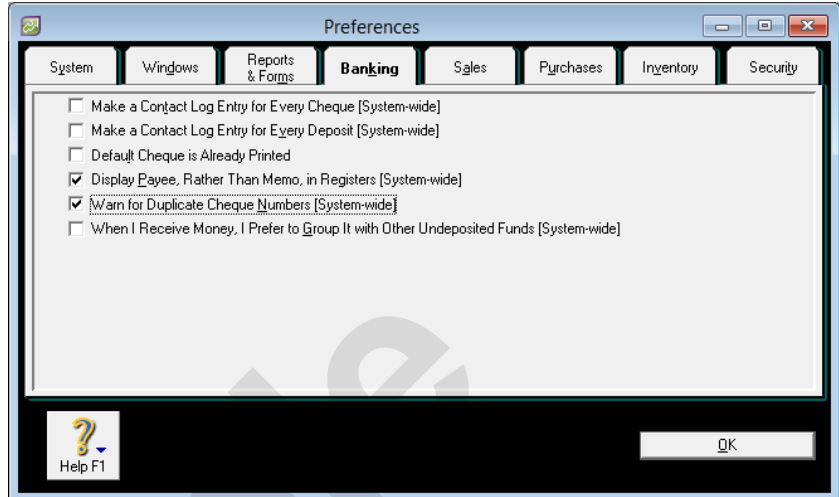 Preferences
System Windows Reports & Forms Banking Sales Purchases Inventory Security
Make a Contact Log Entry for Every Cheque [System-wide]
Make a Contact Log Entry for Every Deposit [System-wide]
Default Cheque is Already Printed
Display Payee, Rather Than Memo, in Registers [System-wide]
Warn for Duplicate Cheque Numbers [System-wide]
When I Receive Money, I Prefer to Group It with Other Undeposited Funds [System-wide]
Help F1
OK